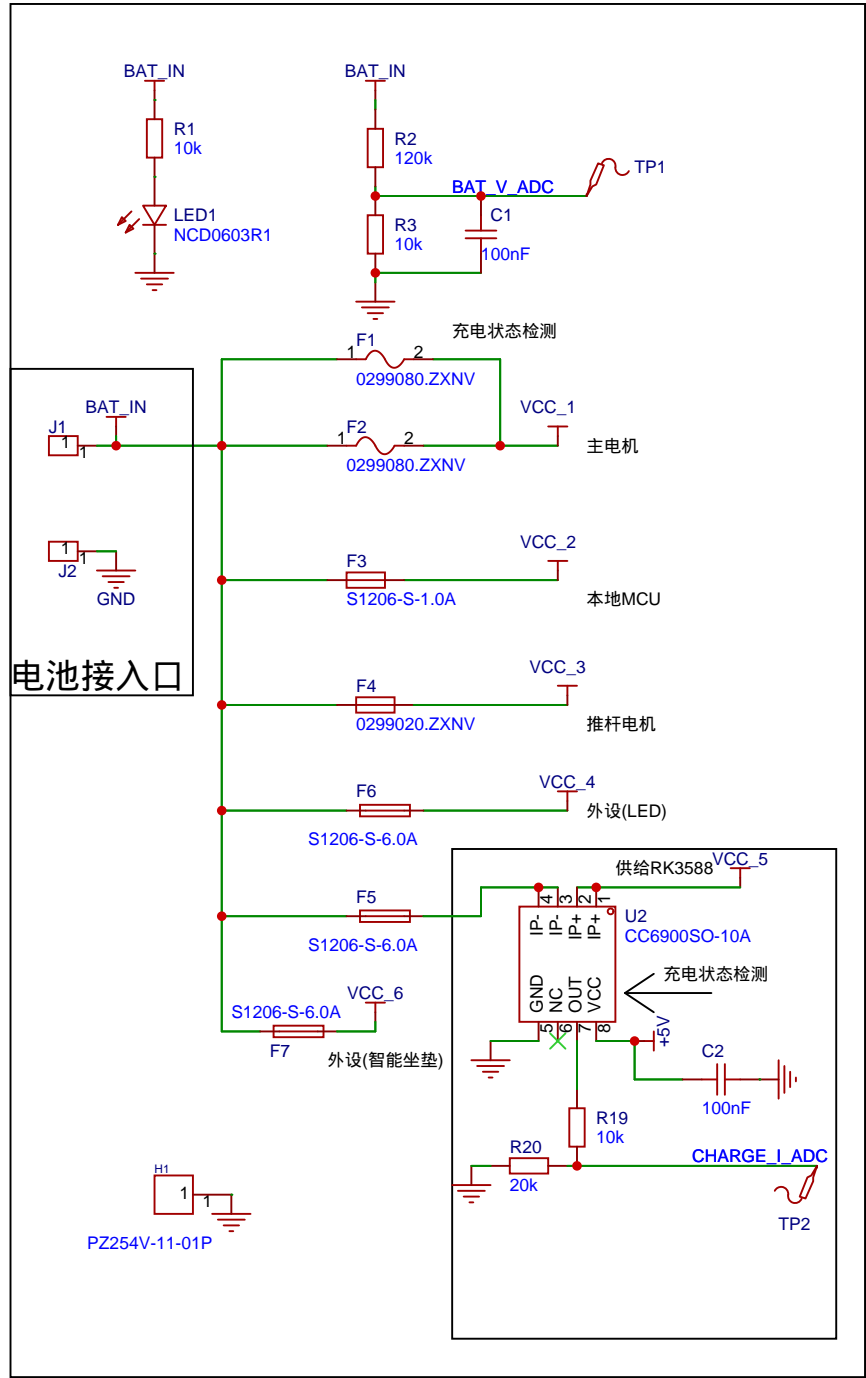 BAT_IN
R1
10k
LED1
NCD0603R1
BAT_IN
R2
120k
BAT_V_ADC
TP1
R3
10k
C1
100nF
充电状态检测
F1
1 2
0299080.ZXNV
BAT_IN
J1
1
1
F2
1 2
0299080.ZXNV
VCC_1
主电机
J2
1
1
GND
电池接入口
F3
S1206-S-1.0A
VCC_2
本地MCU
F4
0299020.ZXNV
VCC_3
推杆电机
F6
S1206-S-6.0A
VCC_4
外设(LED)
F5
S1206-S-6.0A
供给RK3588
VCC_5
4 3 2 1
IP- IP- IP+ IP+
U2
CC6900SO-10A
GND NC OUT VCC
5 6 7 8
充电状态检测
+5V
C2
100nF
S1206-S-6.0A
F7
VCC_6
外设(智能坐垫)
R19
10k
R20
20k
CHARGE_I_ADC
TP2
H1
1
1
PZ254V-11-01P